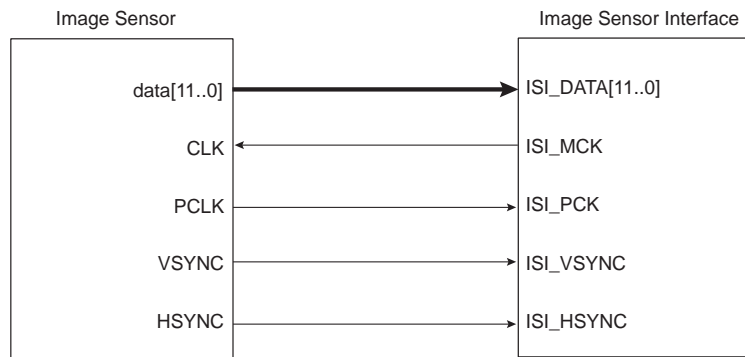 Image Sensor
Image Sensor Interface
data[11..0]
ISI_DATA[11..0]
CLK
ISI_MCK
PCLK
ISI_PCK
VSYNC
ISI_VSYNC
HSYNC
ISI_HSYNC